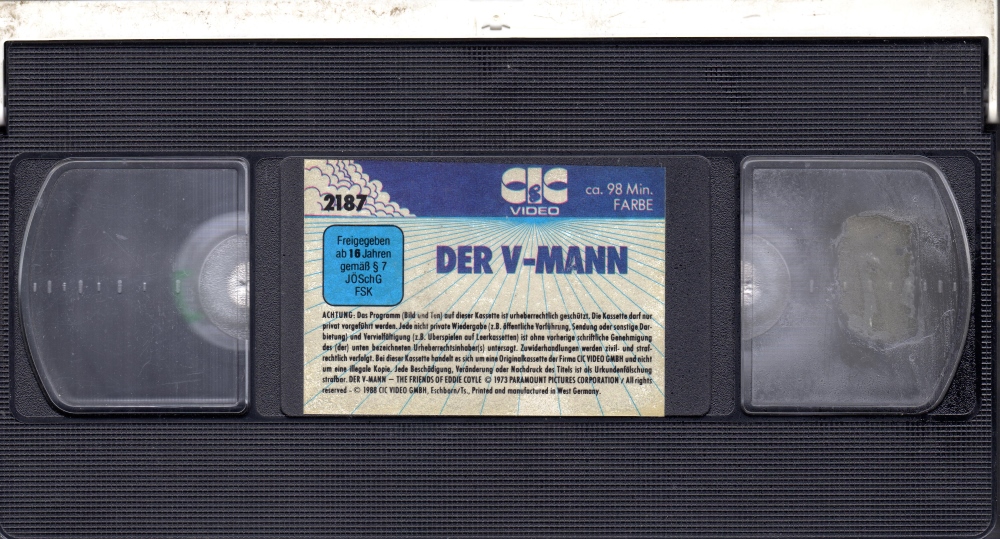 2187
CIC
VIDEO
ca. 98 Min.
FARBE
Freigegeben
ab 16 Jahren
gemäß § 7
JÖSchG
FSK
DER V-MANN
ACHTUNG: Das Programm (Bild und Ton) auf dieser Kassette ist urheberrechtlich geschützt. Die Kassette darf nur
privat vorgeführt werden. Jede nicht private Wiedergabe (z.B. öffentliche Vorführung, Sendung oder sonstige Dar-
bietung) und Vervielfältigung (z.B. Überspielen auf Leerkassetten) ist ohne vorherige schriftliche Genehmigung
des (der) unten bezeichneten Urheberrechtsinhaber(s) untersagt. Zuwiderhandlungen werden zivil- und straf-
rechtlich verfolgt. Bei dieser Kassette handelt es sich um eine Originalkassette der Firma CIC VIDEO GMBH und nicht
um eine illegale Kopie. Jede Beschädigung, Veränderung oder Nachdruck des Titels ist als Urkundenfälschung
strafbar. DER V-MANN — THE FRIENDS OF EDDIE COYLE © 1973 PARAMOUNT PICTURES CORPORATION / All rights
reserved - © 1988 CIC VIDEO GMBH, Eschborn/Ts., Printed and manufactured in West Germany.